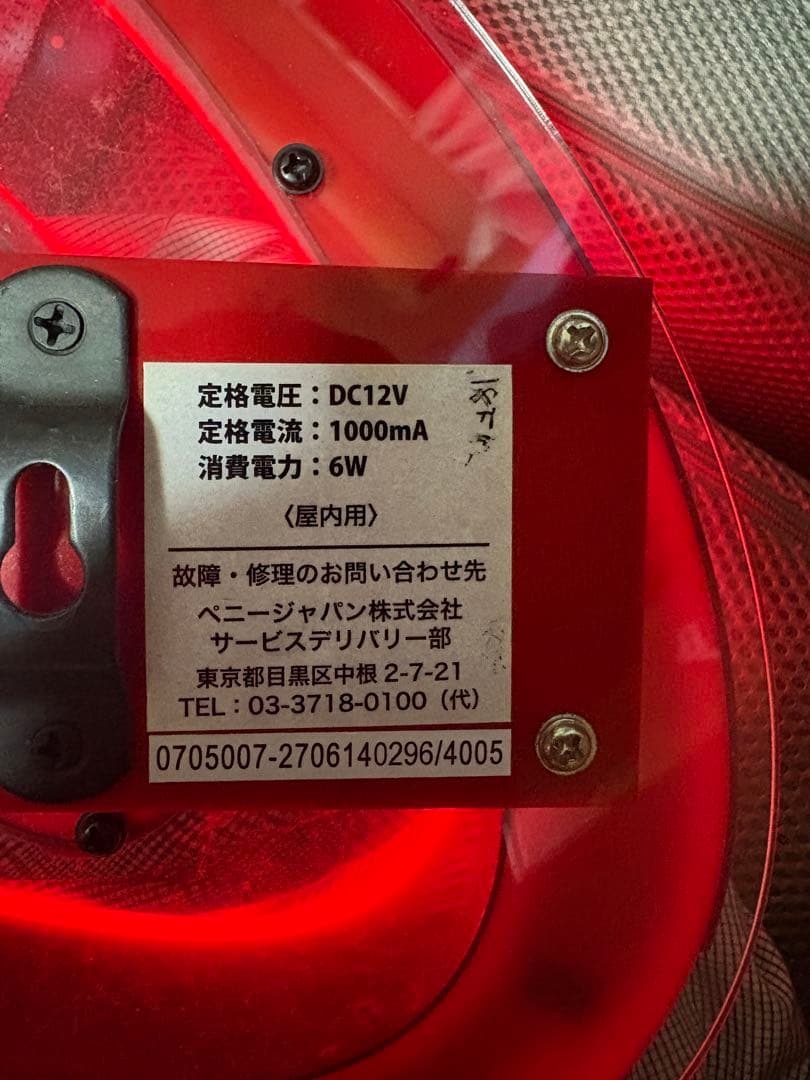 定格電圧：DC12V
定格電流：1000mA
消費電力：6W
〈屋内用〉
故障・修理のお問い合わせ先
ペニージャパン株式会社
サービスデリバリー部
東京都目黒区中根 2-7-21
TEL：03-3718-0100（代）
0705007-2706140296/4005